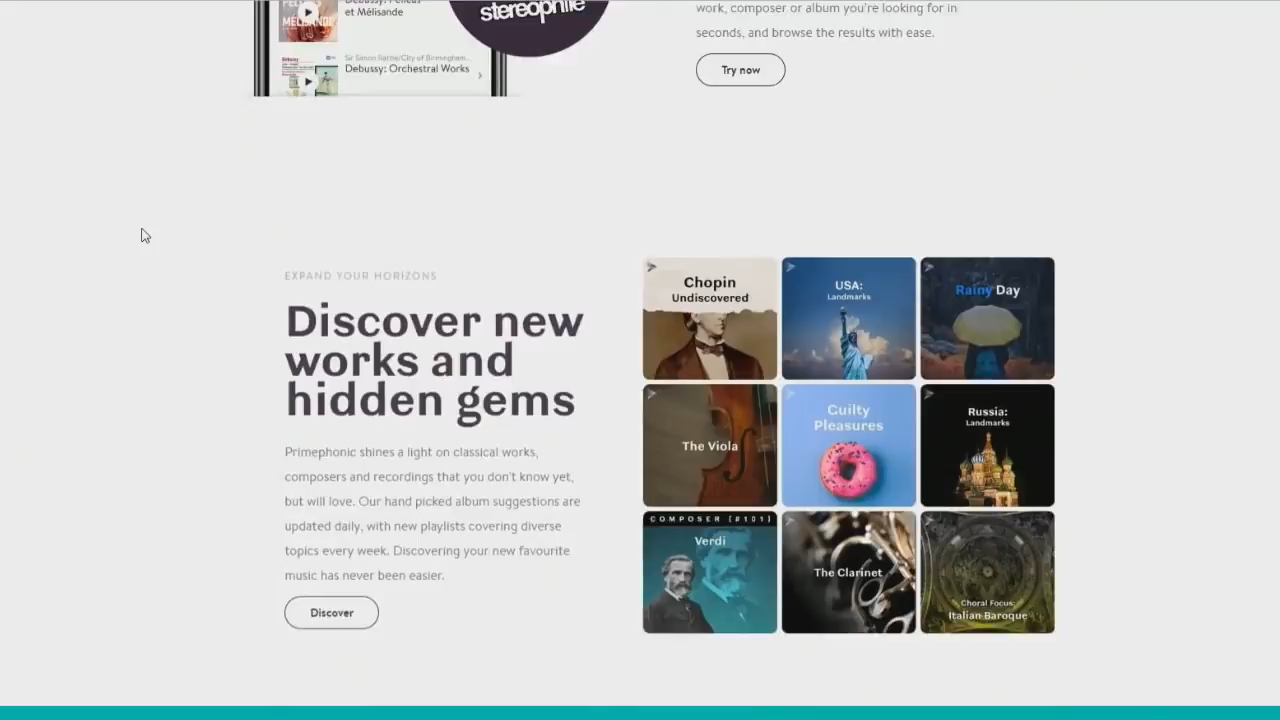 et Mélisande
stereophile
Debussy: Orchestral Works
work, composer or album you're looking for in
seconds, and browse the results with ease.
Try now
EXPAND YOUR HORIZONS
Discover new
works and
hidden gems
Primephonic shines a light on classical works,
composers and recordings that you don't know yet,
but will love. Our hand picked album suggestions are
updated daily, with new playlists covering diverse
topics every week. Discovering your new favourite
music has never been easier.
Discover
Chopin
Undiscovered
USA:
Landmarks
Rainy Day
The Viola
Guilty
Pleasures
Russia:
Landmarks
COMPOSER [#101]
Verdi
The Clarinet
Choral Focus:
Italian Baroque